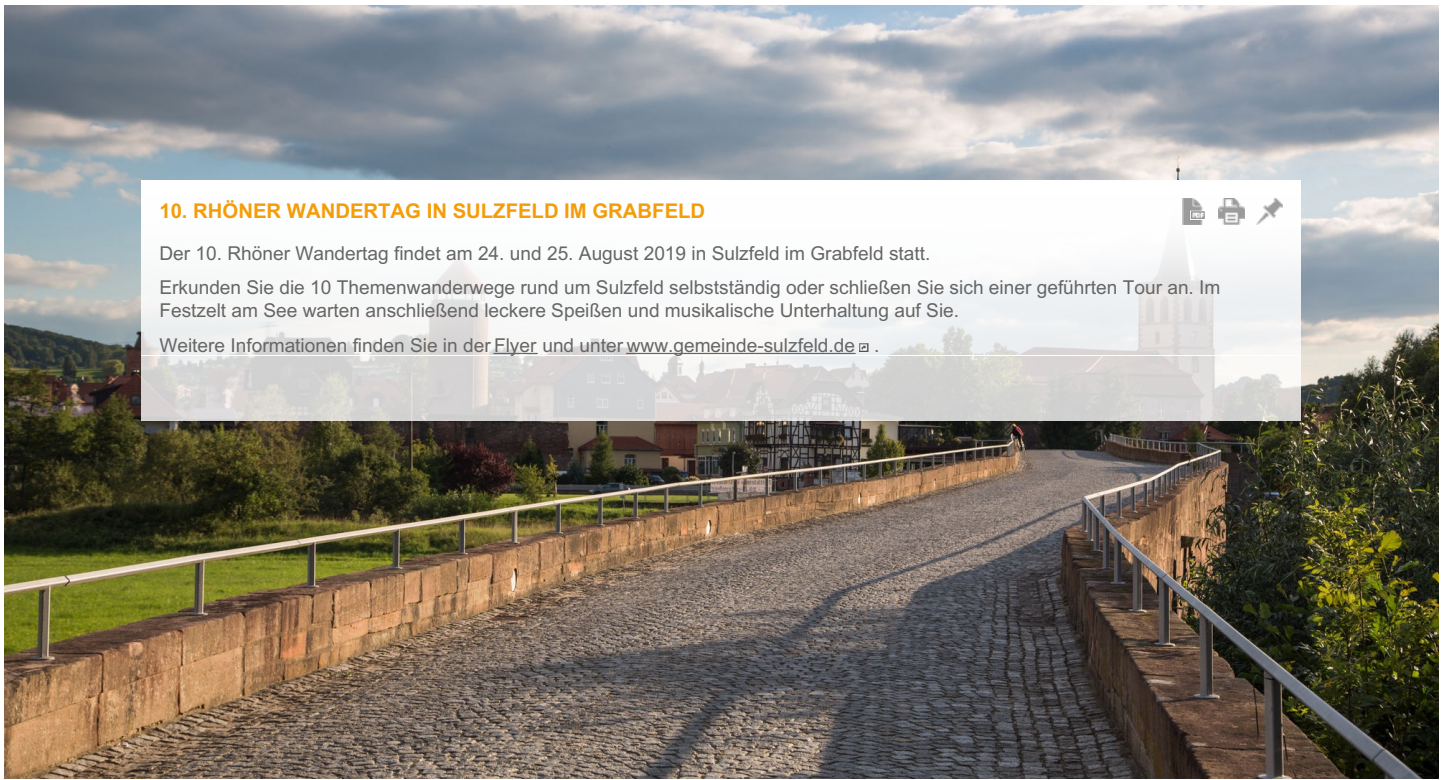 10. RHÖNER WANDERTAG IN SULZFELD IM GRABFELD
Der 10. Rhöner Wandertag findet am 24. und 25. August 2019 in Sulzfeld im Grabfeld statt.
Erkunden Sie die 10 Themenwanderwege rund um Sulzfeld selbstständig oder schließen Sie sich einer geführten Tour an. Im
Festzelt am See warten anschließend leckere Speißen und musikalische Unterhaltung auf Sie.
Weitere Informationen finden Sie in der Flyer und unter www.gemeinde-sulzfeld.de .